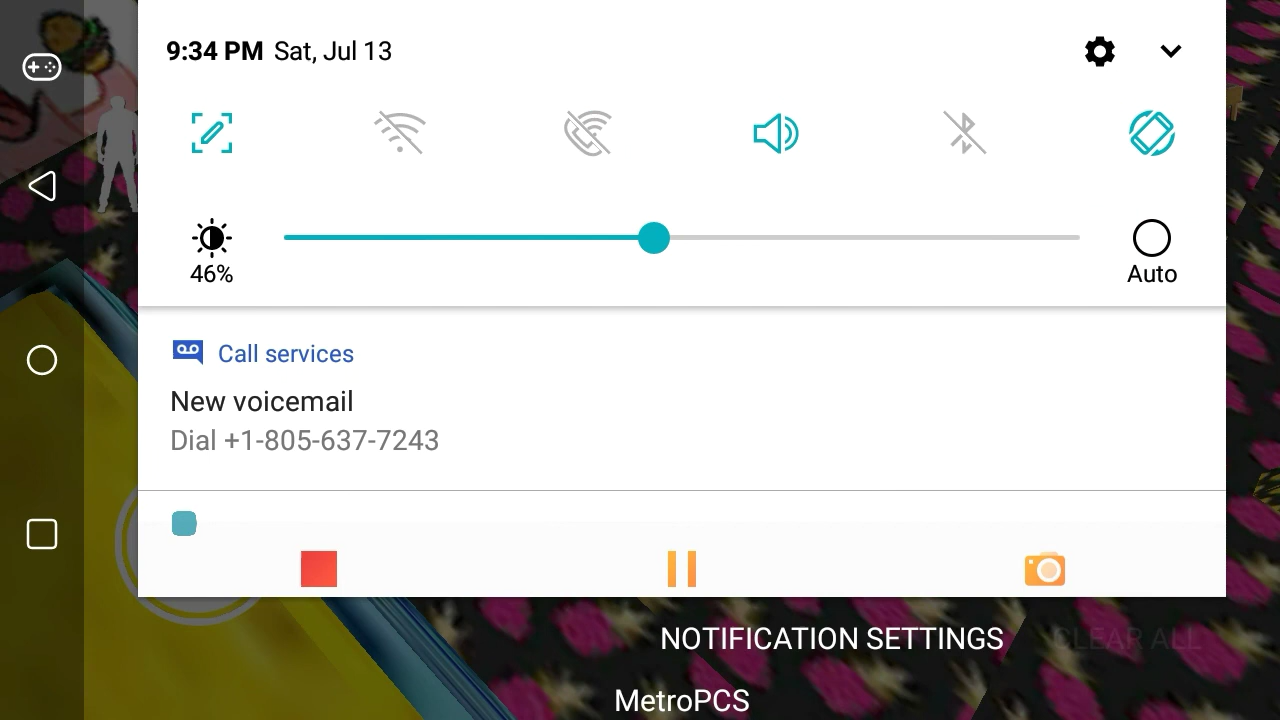 9:34 PM Sat, Jul 13
46%
Auto
Call services
New voicemail
Dial +1-805-637-7243
NOTIFICATION SETTINGS
CLEAR ALL
MetroPCS